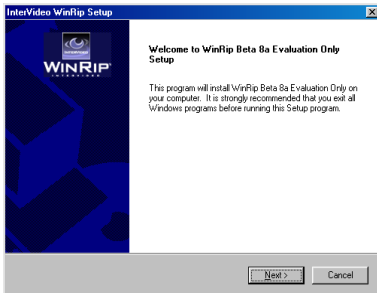 InterVideo WinRip Setup
WINRIP
INTERVIDEO
Welcome to WinRip Beta 8a Evaluation Only
Setup
This program will install WinRip Beta 8a Evaluation Only on
your computer. It is strongly recommended that you exit all
Windows programs before running this Setup program.
Next >
Cancel